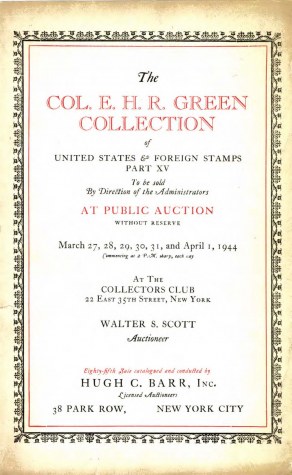 The
COL. E. H. R. GREEN
COLLECTION
of
UNITED STATES & FOREIGN STAMPS
PART XV
To be sold
By Direction of the Administrators
AT PUBLIC AUCTION
WITHOUT RESERVE
March 27, 28, 29, 30, 31, and April 1, 1944
Commencing at 2 P.M. sharp, each day
AT THE
COLLECTORS CLUB
22 EAST 35TH STREET, NEW YORK
WALTER S. SCOTT
Auctioneer
Eighty-fifth Sale catalogued and conducted by
HUGH C. BARR, INC.
Licensed Auctioneers
38 PARK ROW, NEW YORK CITY